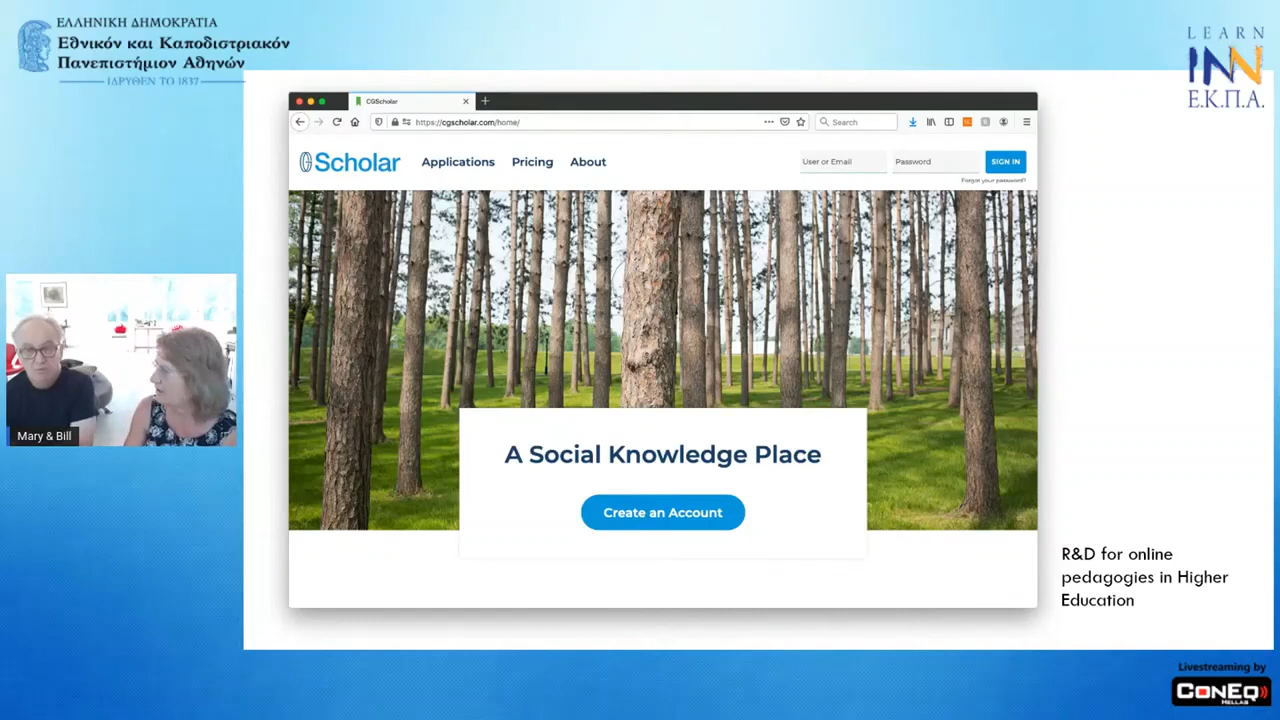 ΕΛΛΗΝΙΚΗ ΔΗΜΟΚΡΑΤΙΑ
Εθνικόν και Καποδιστριακόν
Πανεπιστήμιον Αθηνών
ΙΔΡΥΘΕΝ ΤΟ 1837
LEARN
INN
Ε.Κ.Π.Α.
CGScholar
https://cgscholar.com/home/
Search
Scholar
Applications
Pricing
About
User or Email
Password
SIGN IN
Forgot your password?
A Social Knowledge Place
Create an Account
Mary & Bill
R&D for online
pedagogies in Higher
Education
Livestreaming by
CONEQ
HELLAS